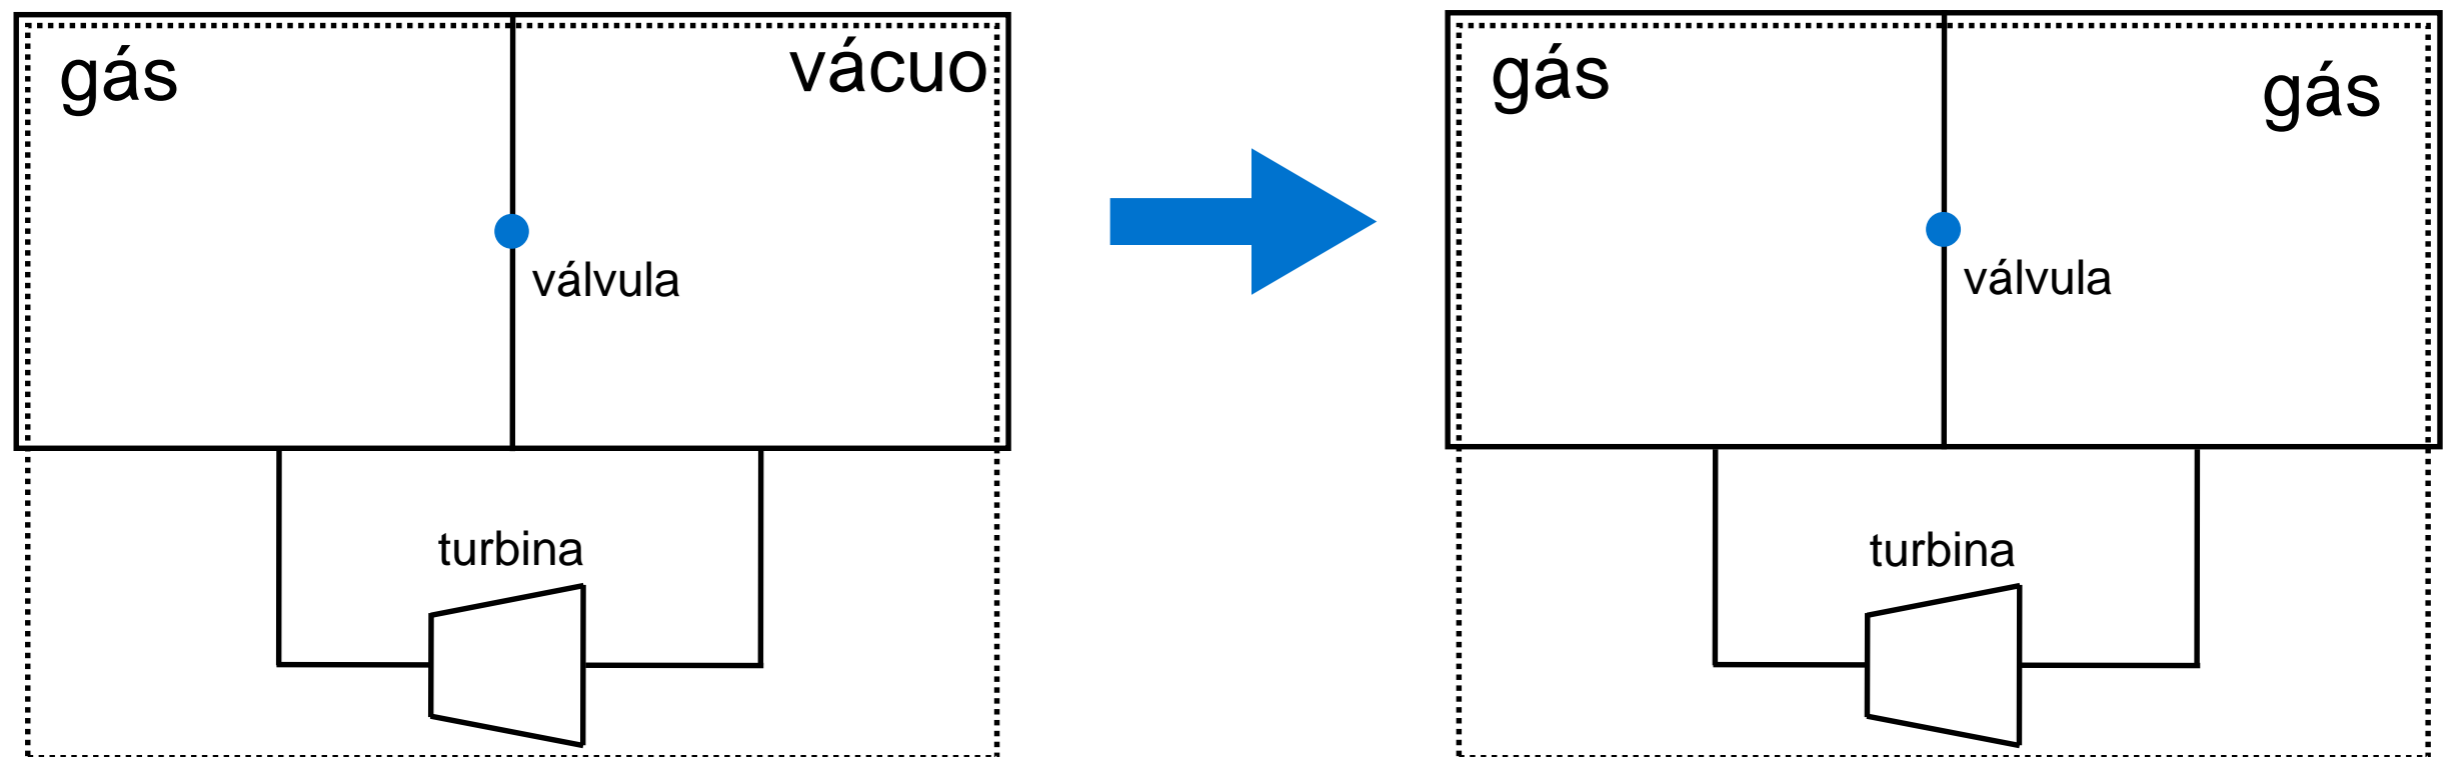 gás
vácuo
válvula
turbina
gás
gás
válvula
turbina